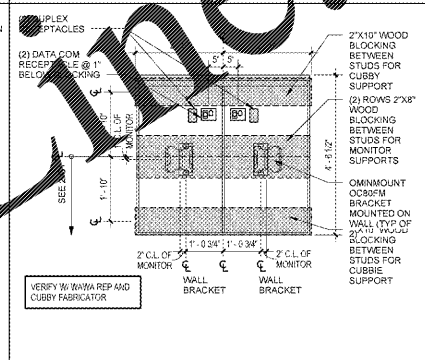 DUPLEX
RECEPTACLES
(2) DATA COM
RECEPTACLE @ 1"
BELOW BLOCKING
5" 5"
2"X10" WOOD
BLOCKING
BETWEEN
STUDS FOR
CUBBY
SUPPORT
(2) ROWS 2"X8"
WOOD
BLOCKING
BETWEEN
STUDS FOR
MONITOR
SUPPORTS
4'- 6 1/2"
C.L. OF
MONITOR
SEE
1'- 10"
OMINMOUNT
OC80FM
BRACKET
MOUNTED ON
WALL (TYP OF
2)
BLOCKING
BETWEEN
STUDS FOR
CUBBIE
SUPPORT
1'- 0 3/4" 1'- 0 3/4"
2" C.L. OF
MONITOR
2" C.L. OF
MONITOR
WALL
BRACKET
WALL
BRACKET
VERIFY W/ WAWA REP AND
CUBBY FABRICATOR